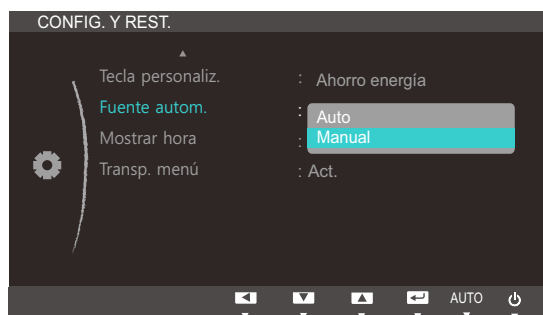 CONFIG. Y REST.
Tecla personaliz. : Ahorro energía
Fuente autom. : Auto
Manual
Mostrar hora :
Transp. menú : Act.
AUTO